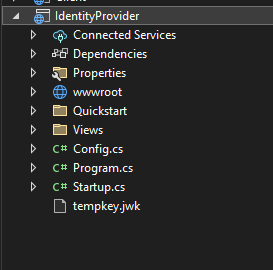 IdentityProvider
Connected Services
Dependencies
Properties
wwwroot
Quickstart
Views
C# Config.cs
C# Program.cs
C# Startup.cs
tempkey.jwk